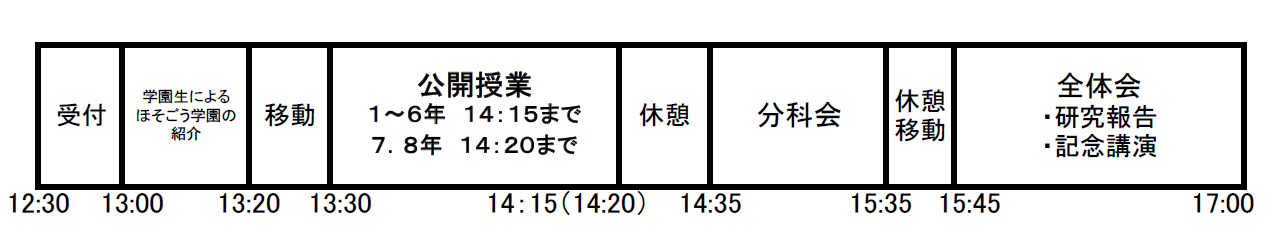 受付
学園生による
ほそごう学園の
紹介
移動
公開授業
1～6年　14：15まで
7．8年　14：20まで
休憩
分科会
休憩
移動
全体会
・研究報告
・記念講演
12:30 13:00 13:20 13:30 14：15（14:20） 14:35 15:35 15:45 17:00